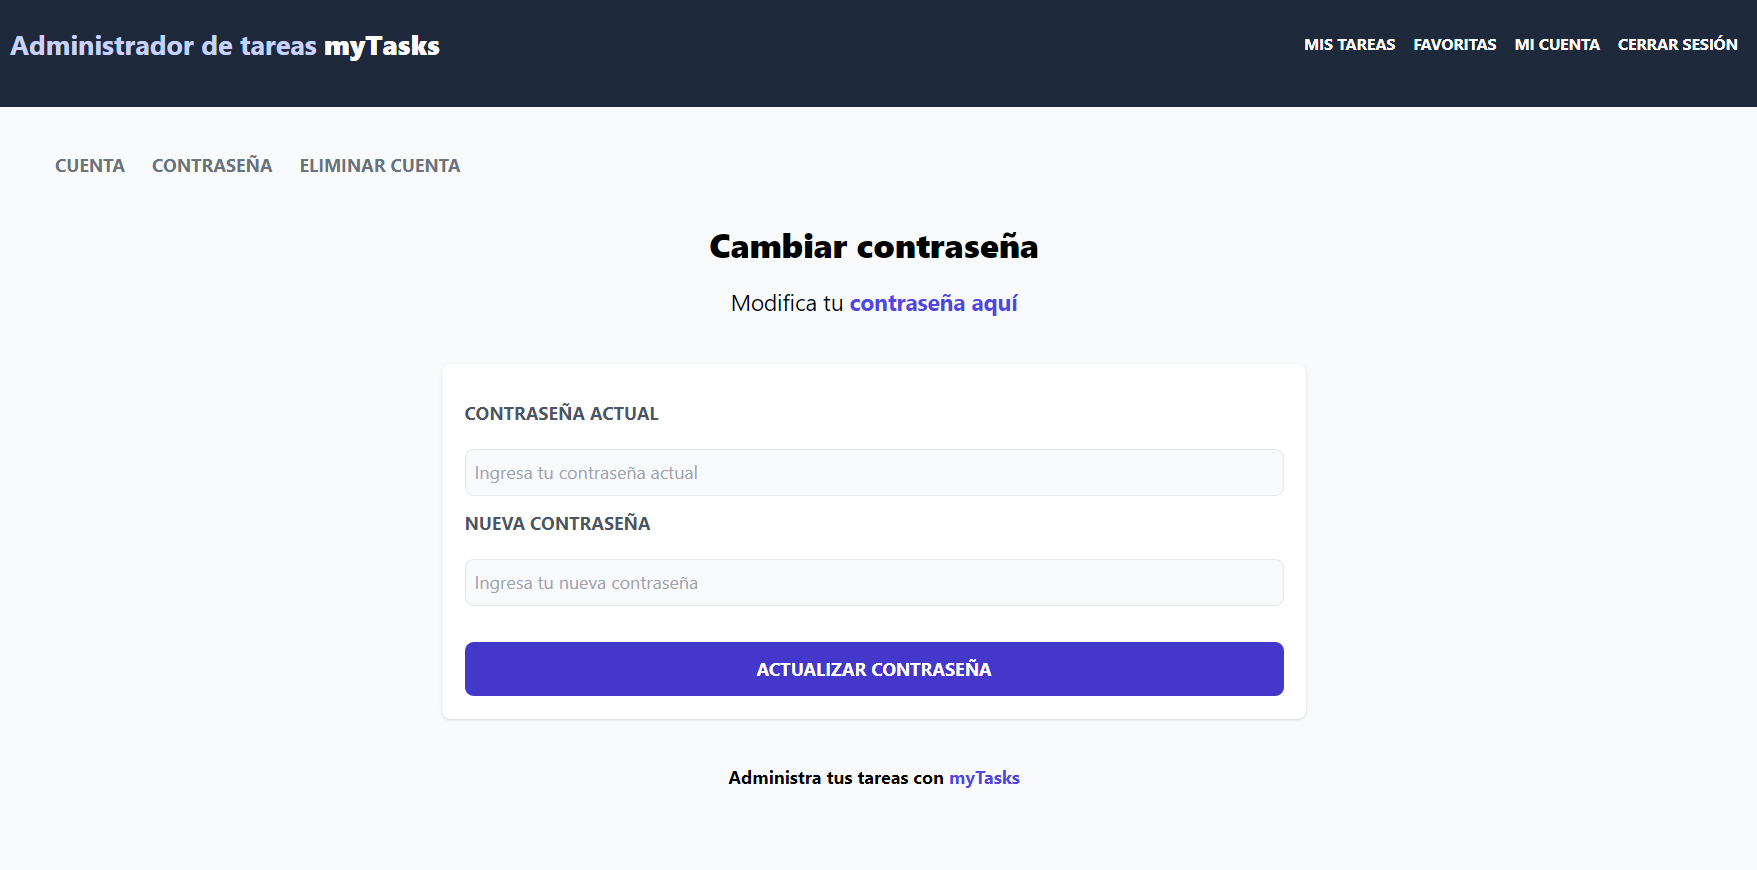 Administrador de tareas myTasks
MIS TAREAS FAVORITAS MI CUENTA CERRAR SESIÓN
CUENTA CONTRASEÑA ELIMINAR CUENTA
Cambiar contraseña
Modifica tu contraseña aquí
CONTRASEÑA ACTUAL
Ingresa tu contraseña actual
NUEVA CONTRASEÑA
Ingresa tu nueva contraseña
ACTUALIZAR CONTRASEÑA
Administra tus tareas con myTasks